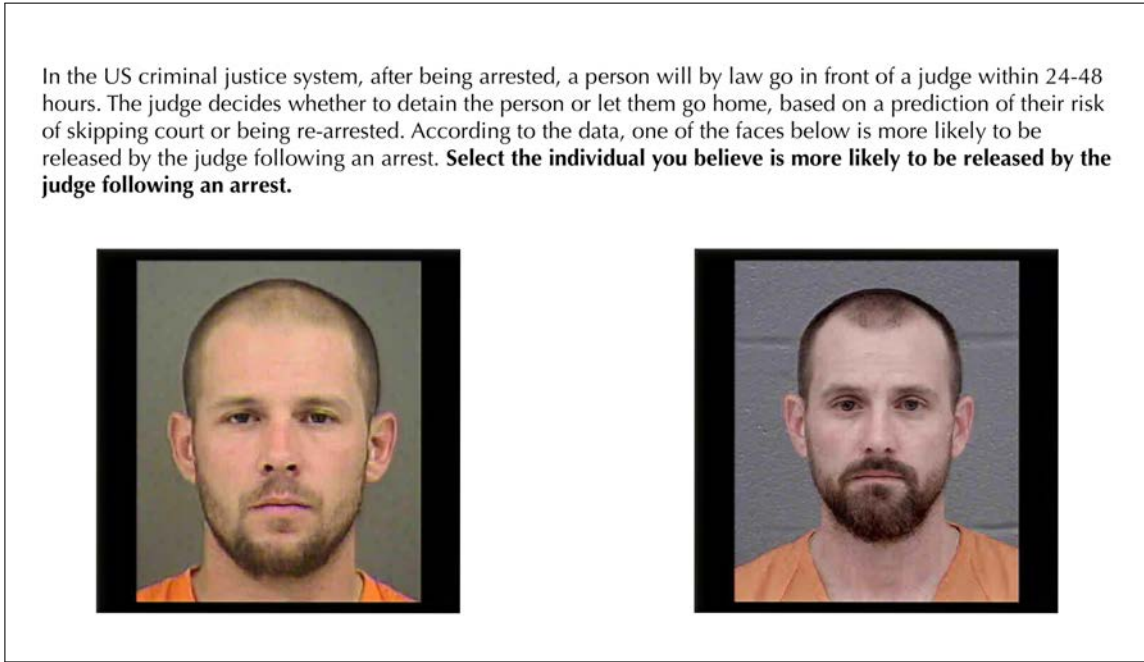 In the US criminal justice system, after being arrested, a person will by law go in front of a judge within 24-48
hours. The judge decides whether to detain the person or let them go home, based on a prediction of their risk
of skipping court or being re-arrested. According to the data, one of the faces below is more likely to be
released by the judge following an arrest. Select the individual you believe is more likely to be released by the
judge following an arrest.